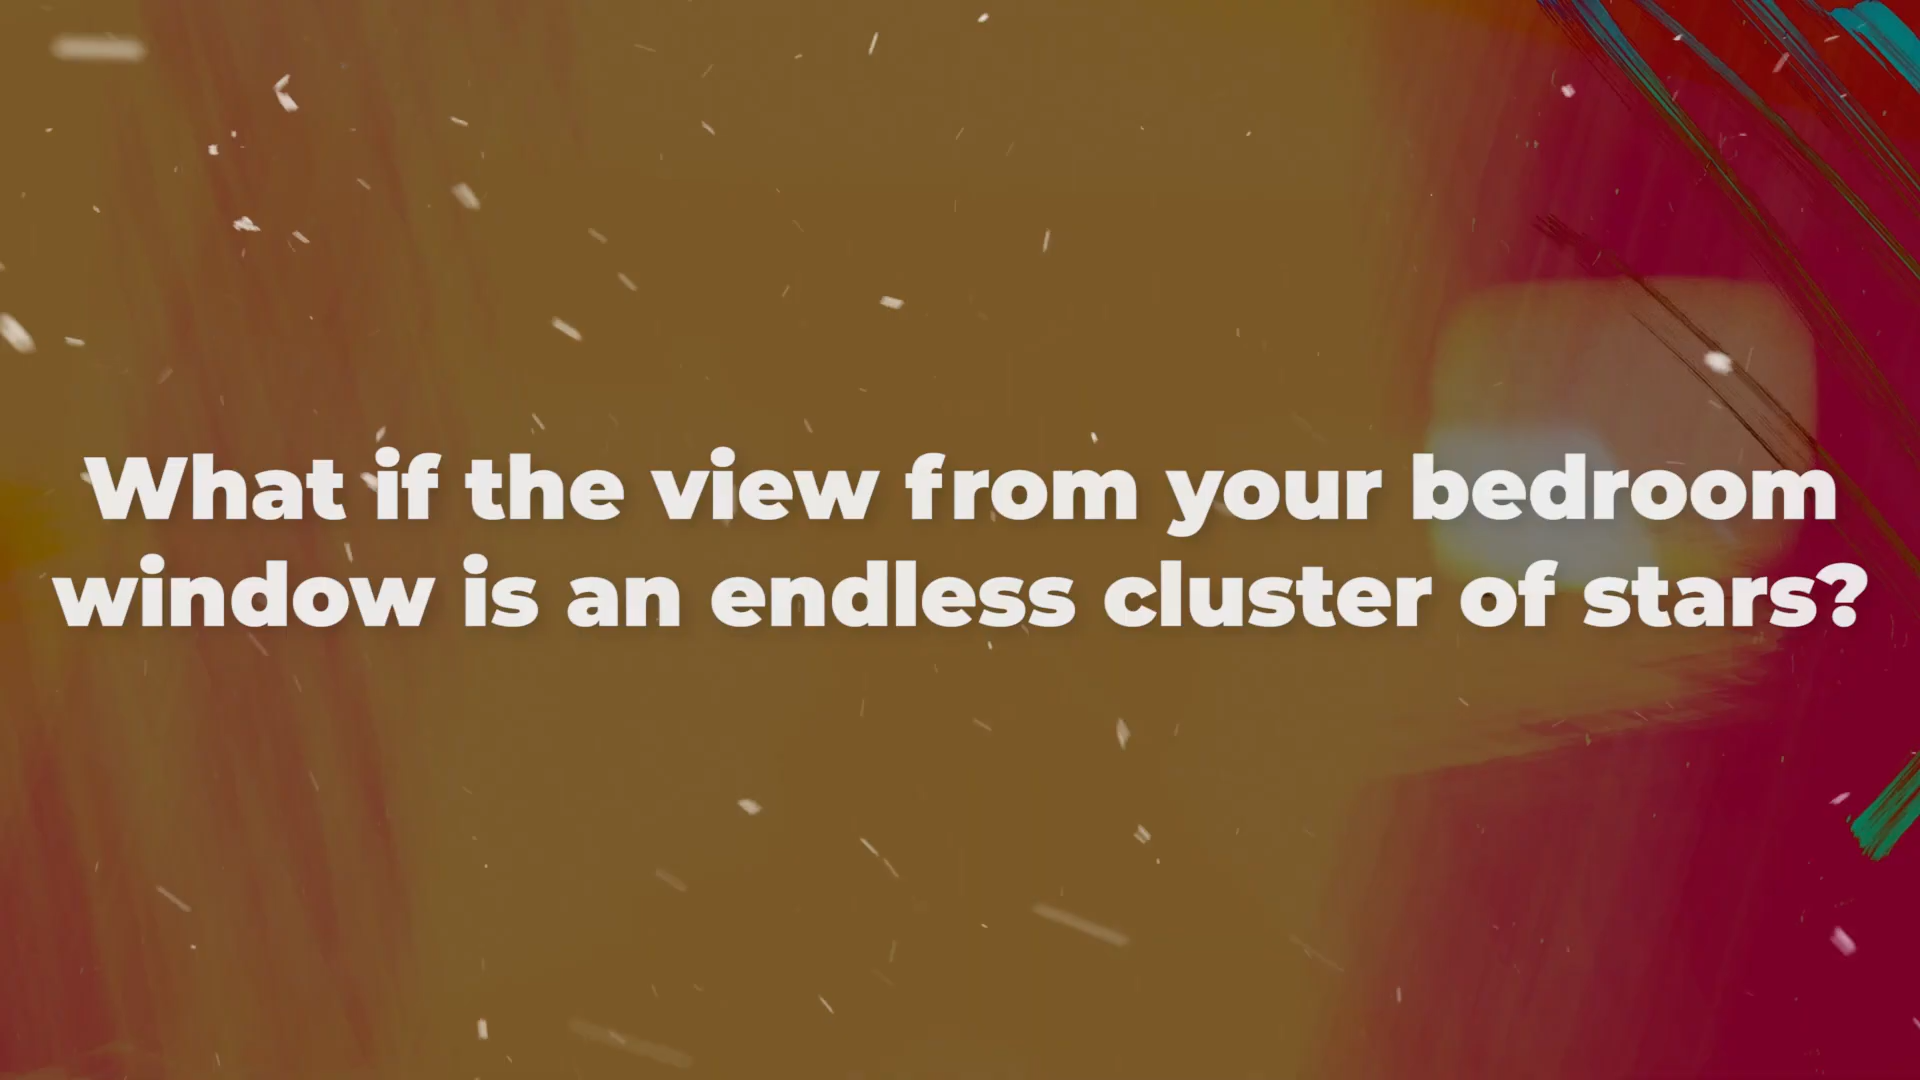 What if the view from your bedroom
window is an endless cluster of stars?